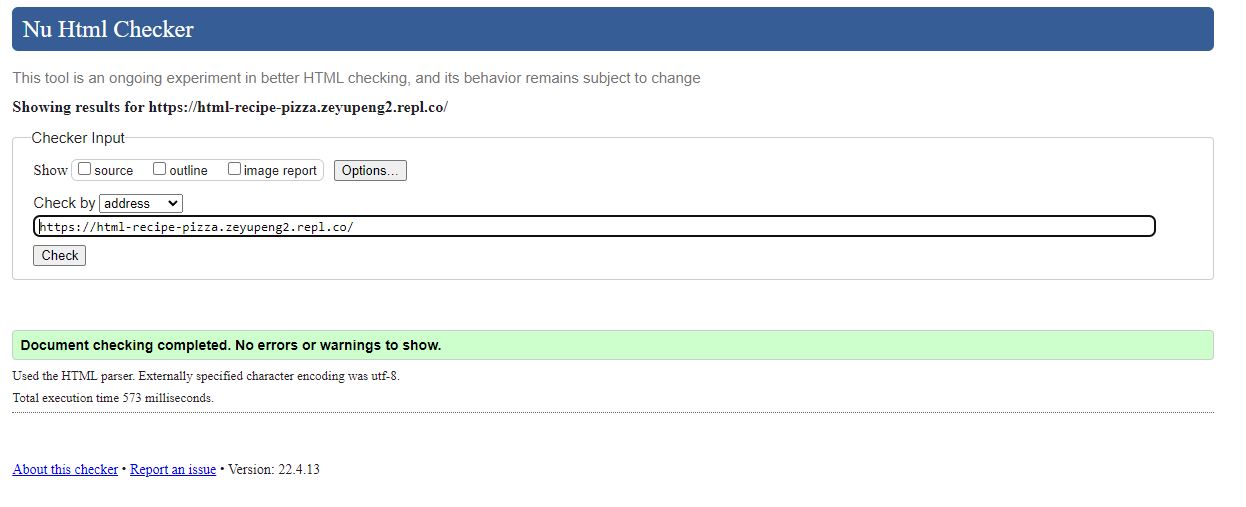 Nu Html Checker
This tool is an ongoing experiment in better HTML checking, and its behavior remains subject to change
Showing results for https://html-recipe-pizza.zeyupeng2.repl.co/
Checker Input
Show source outline image report Options...
Check by address
https://html-recipe-pizza.zeyupeng2.repl.co/
Check
Document checking completed. No errors or warnings to show.
Used the HTML parser. Externally specified character encoding was utf-8.
Total execution time 573 milliseconds.
About this checker • Report an issue • Version: 22.4.13